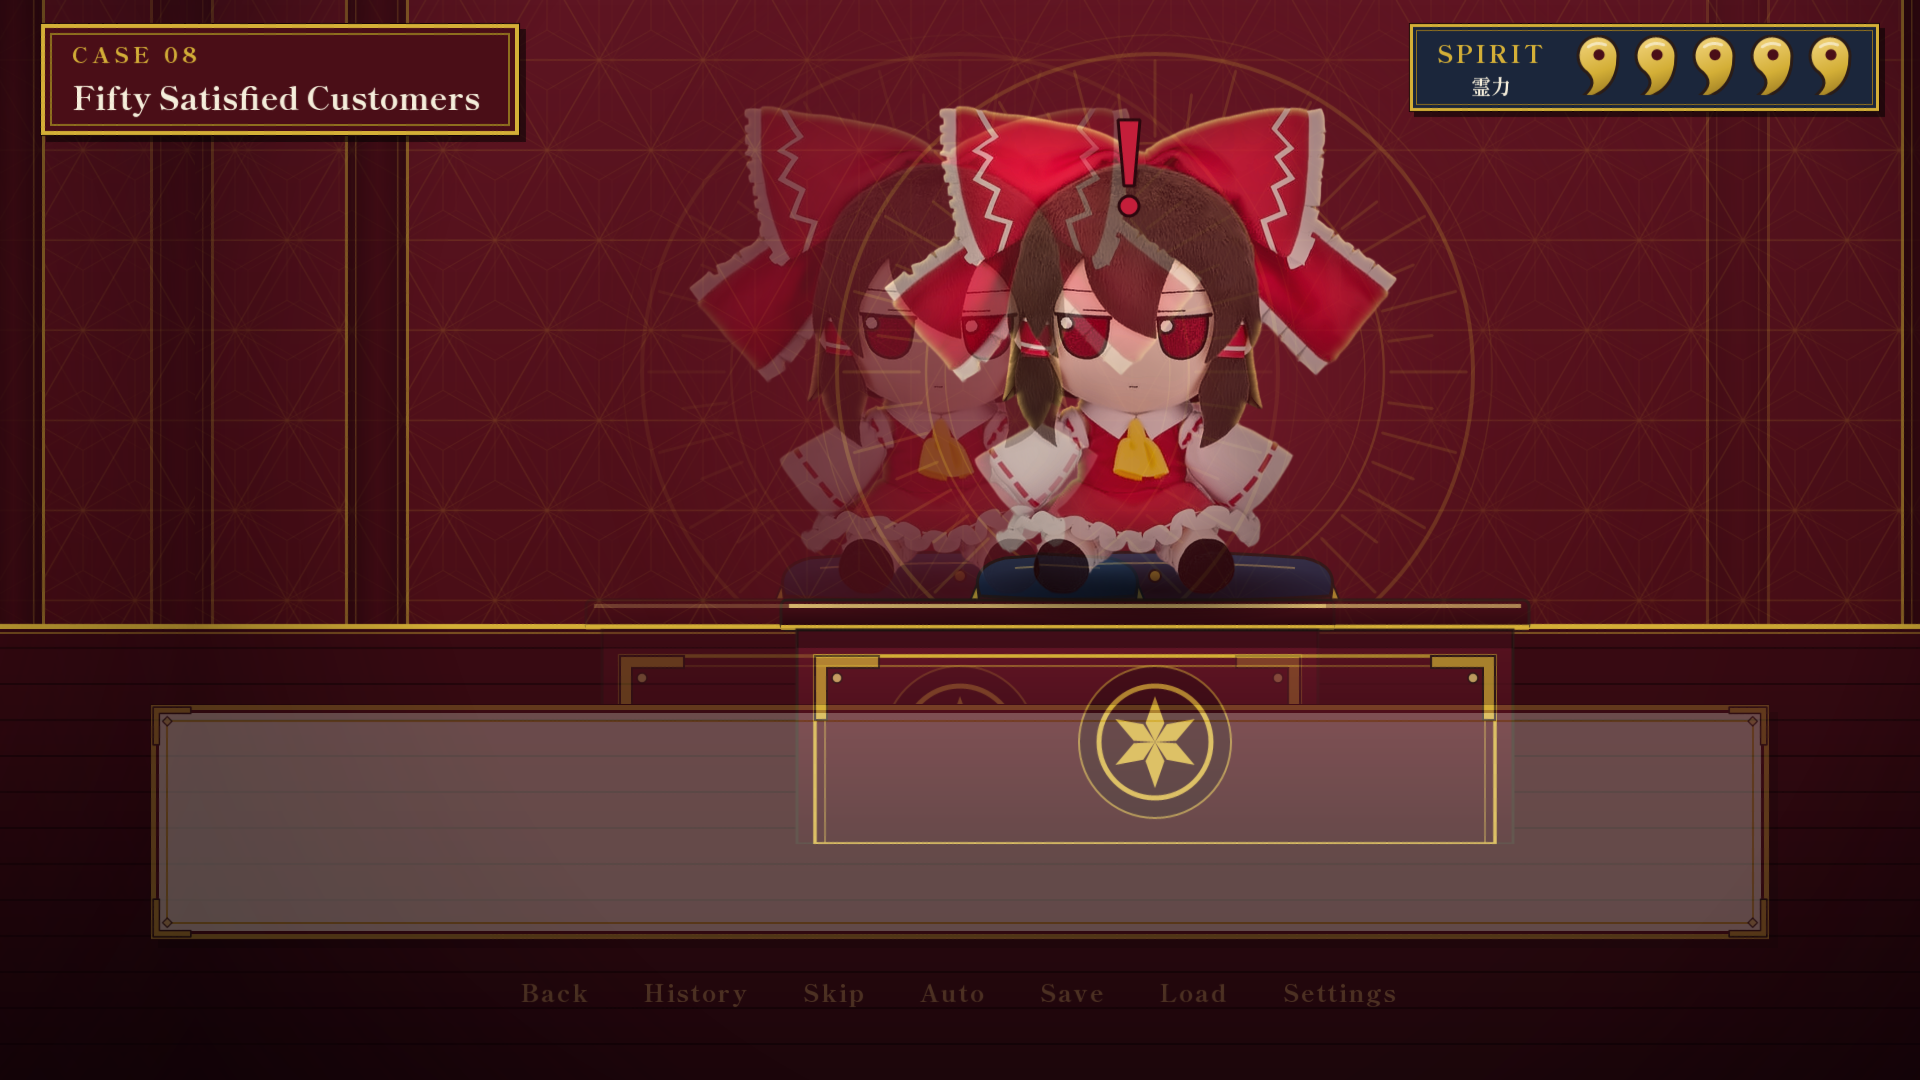 CASE 08
Fifty Satisfied Customers
SPIRIT
霊力
Back
History
Skip
Auto
Save
Load
Settings